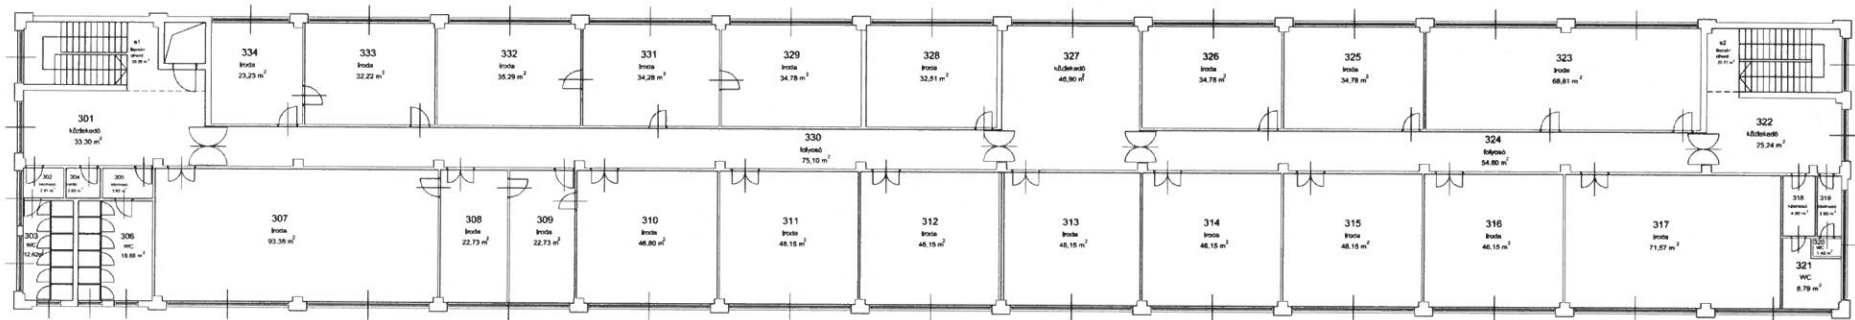 334
Iroda
23,23 m²
333
Iroda
32.22 m²
332
Iroda
35.29 m²
331
Iroda
34,28 m²
329
Iroda
34.78 m²
328
Iroda
32,51 m²
327
közlekedő
46,90 m²
326
Iroda
34,78 m²
325
Iroda
34,78 m²
323
Iroda
68,81 m²
301
közlekedő
33.30 m²
330
folyosó
75,10 m²
324
folyosó
54.80 m²
322
közlekedő
25,24 m²
302
304
305
303
WC
306
WC
18.88 m²
307
Iroda
93.38 m²
308
Iroda
22,73 m²
309
Iroda
22,73 m²
310
Iroda
46,80 m²
311
Iroda
48.15 m²
312
Iroda
46,15 m²
313
Iroda
48,15 m²
314
Iroda
46,15 m²
315
Iroda
48,15 m²
316
Iroda
46,15 m²
317
Iroda
71,57 m²
318
319
320
WC
321
WC
8,79 m²